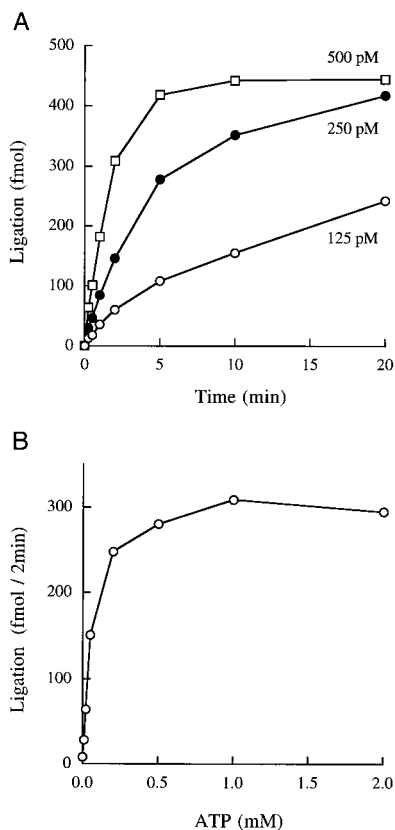 A
500
400
300
200
100
0
Ligation (fmol)
500 pM
250 pM
125 pM
0 5 10 15 20
Time (min)
B
300
200
100
0
Ligation (fmol / 2min)
0.0 0.5 1.0 1.5 2.0
ATP (mM)